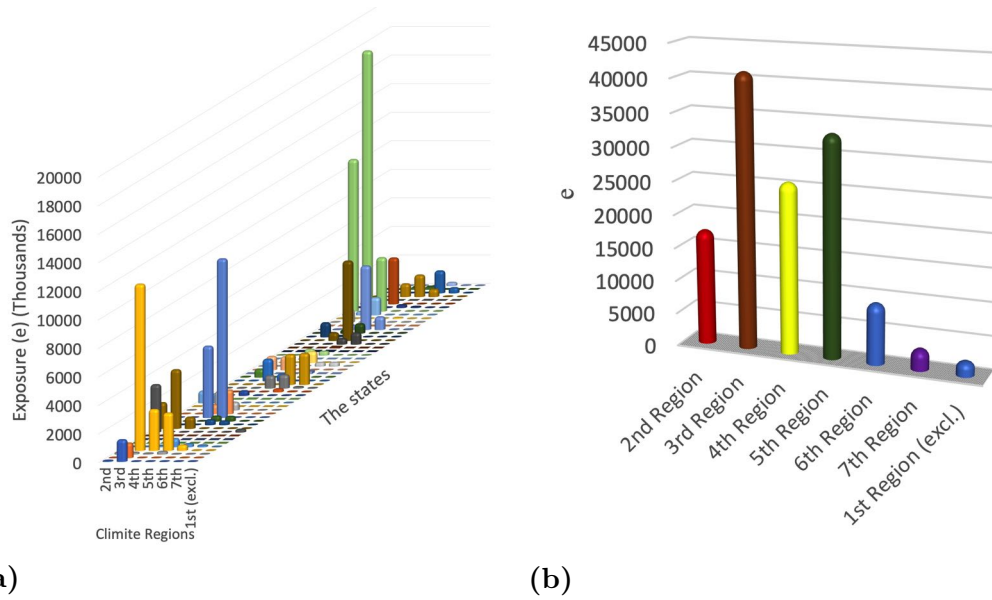 20000
18000
16000
14000
12000
10000
8000
6000
4000
2000
0
Exposure (e) (Thousands)
2nd
3rd
4th
5th
6th
7th
1st (excl.)
Climite Regions
The states
a)
45000
40000
35000
30000
25000
20000
15000
10000
5000
0
e
2nd Region
3rd Region
4th Region
5th Region
6th Region
7th Region
1st Region (excl.)
(b)